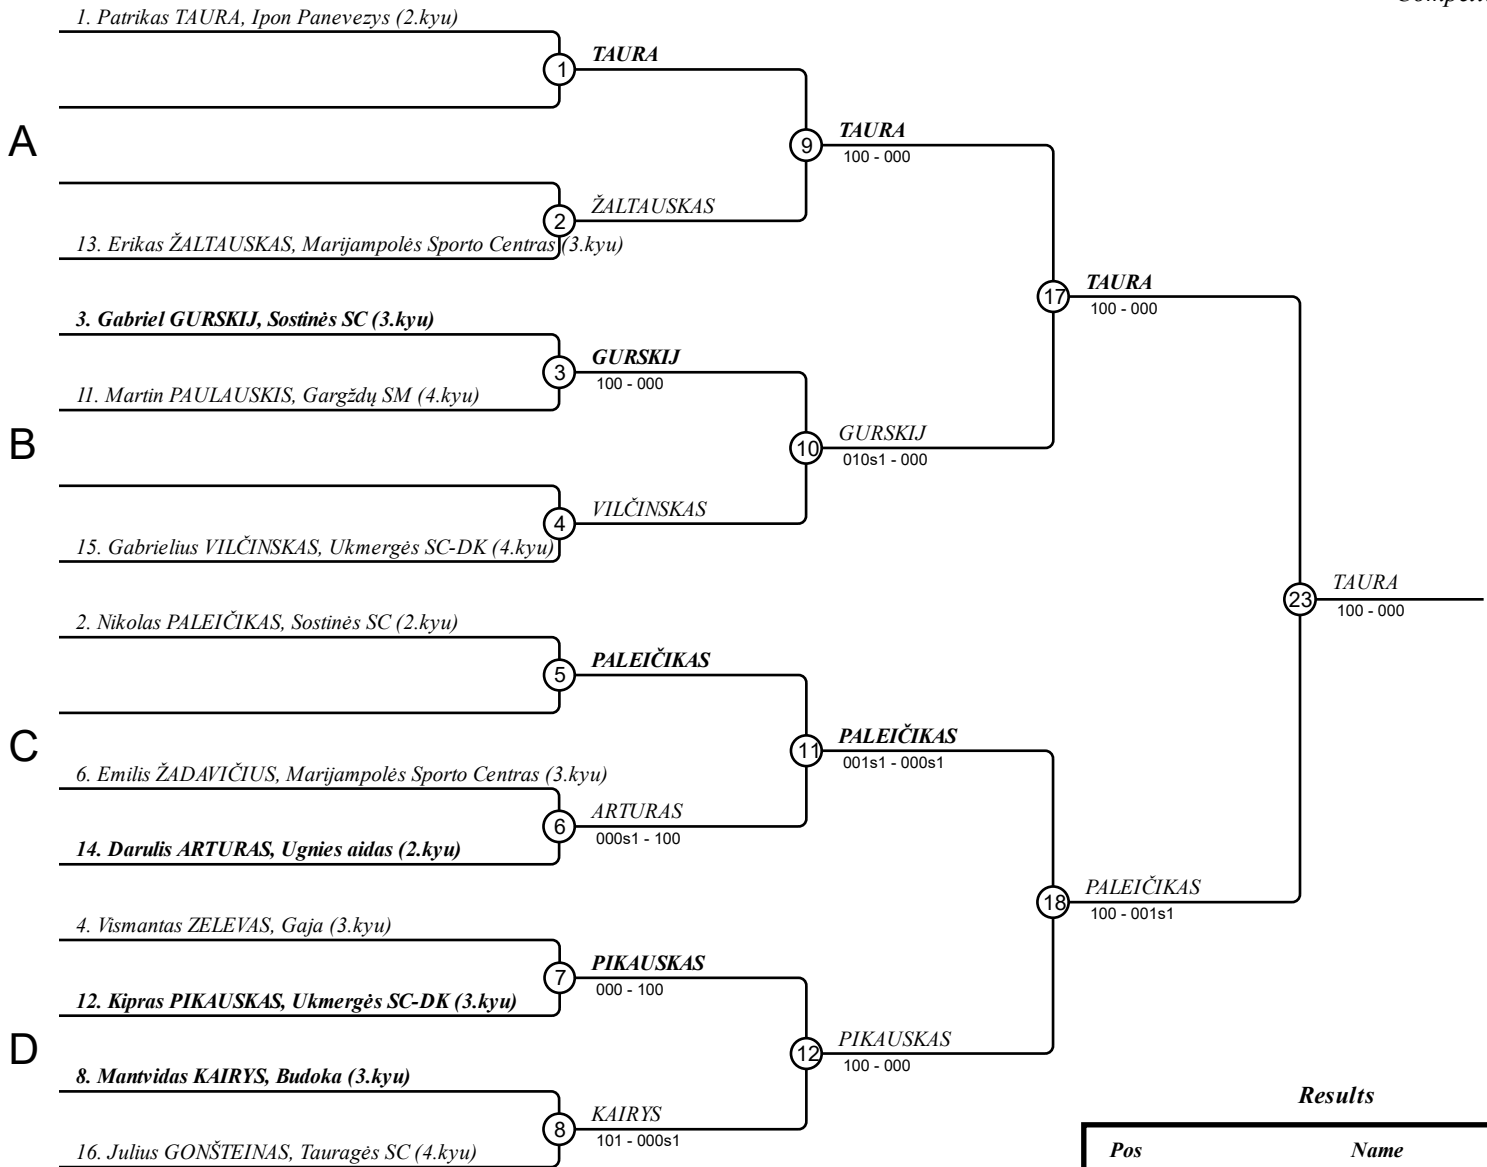 Competi
1. Patrikas TAURA, Ipon Panevezys (2.kyu)
1
TAURA
A
9
TAURA
100 - 000
2
ŽALTAUSKAS
13. Erikas ŽALTAUSKAS, Marijampolės Sporto Centras (3.kyu)
17
TAURA
100 - 000
3. Gabriel GURSKIJ, Sostinės SC (3.kyu)
3
GURSKIJ
100 - 000
11. Martin PAULAUSKIS, Gargždų SM (4.kyu)
B
10
GURSKIJ
010s1 - 000
4
VILČINSKAS
15. Gabrielius VILČINSKAS, Ukmergės SC-DK (4.kyu)
23
TAURA
100 - 000
2. Nikolas PALEIČIKAS, Sostinės SC (2.kyu)
5
PALEIČIKAS
C
11
PALEIČIKAS
001s1 - 000s1
6. Emilis ŽADAVIČIUS, Marijampolės Sporto Centras (3.kyu)
6
ARTURAS
000s1 - 100
14. Darulis ARTURAS, Ugnies aidas (2.kyu)
18
PALEIČIKAS
100 - 001s1
4. Vismantas ZELEVAS, Gaja (3.kyu)
7
PIKAUSKAS
000 - 100
12. Kipras PIKAUSKAS, Ukmergės SC-DK (3.kyu)
D
12
PIKAUSKAS
100 - 000
8. Mantvidas KAIRYS, Budoka (3.kyu)
8
KAIRYS
101 - 000s1
16. Julius GONŠTEINAS, Tauragės SC (4.kyu)
Results
Pos Name